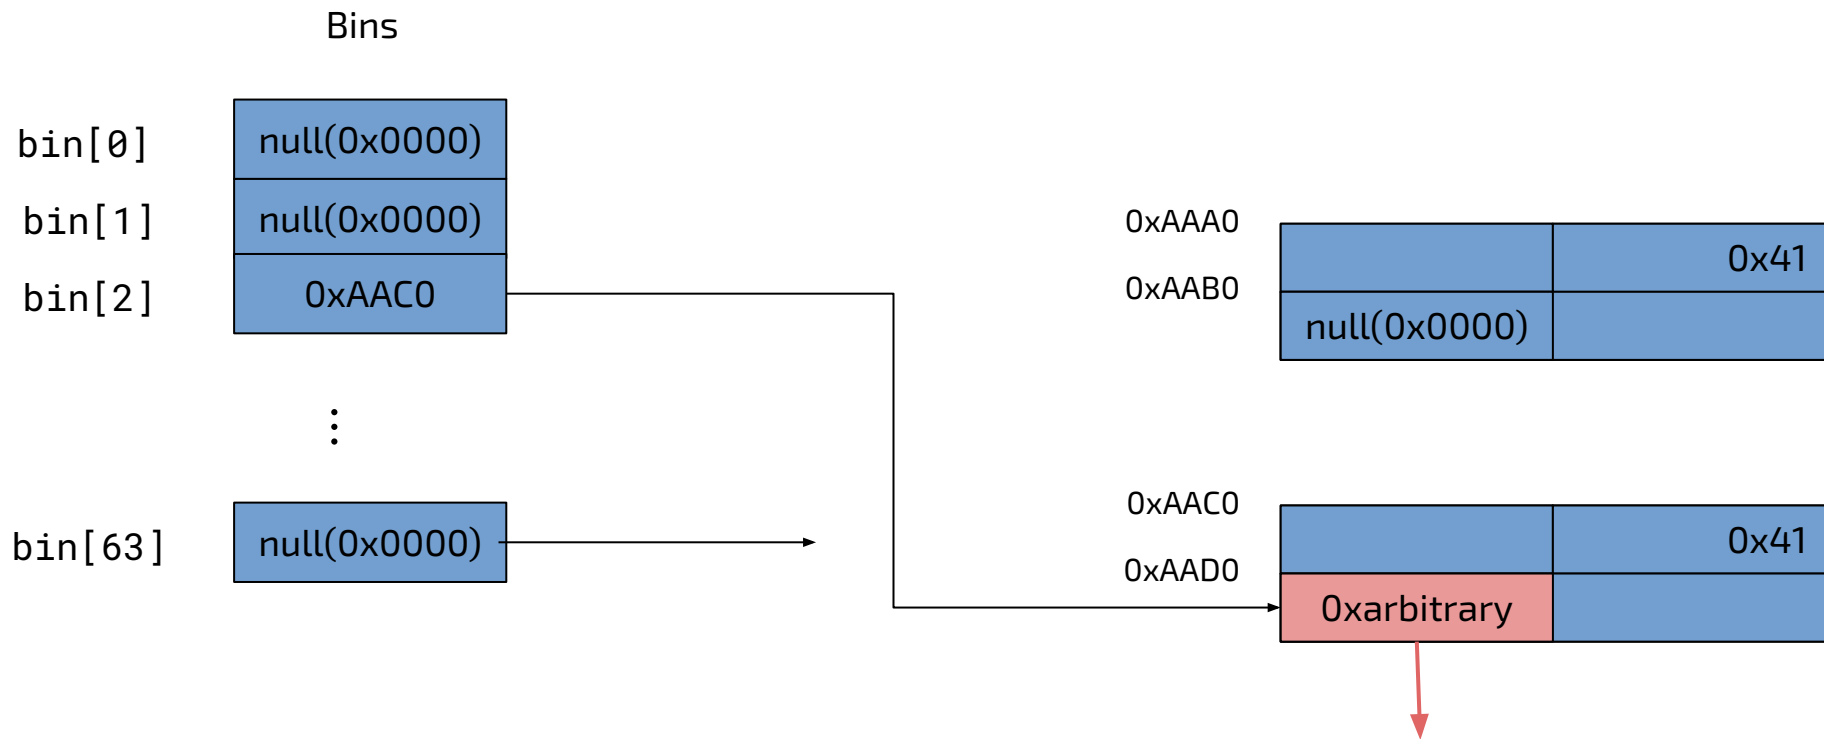 Bins
bin[0]
null(0x0000)
bin[1]
null(0x0000)
bin[2]
0xAAC0
⋮
bin[63]
null(0x0000)
0xAAA0
0x41
0xAAB0
null(0x0000)
0xAAC0
0x41
0xAAD0
0xarbitrary